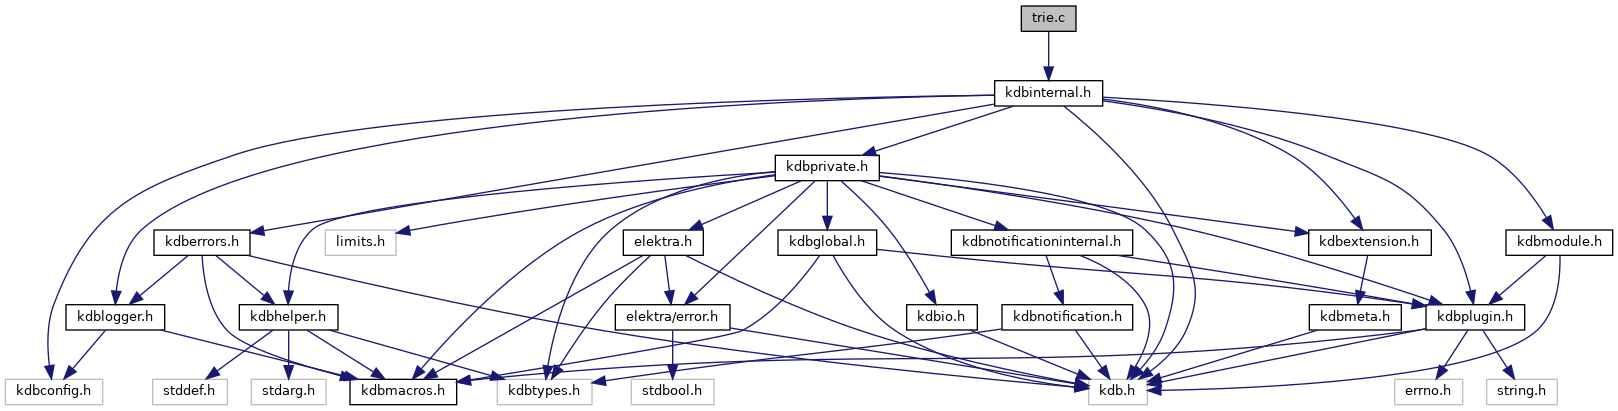 trie.c
kdbinternal.h
kdbprivate.h
kdberrors.h
limits.h
elektra.h
kdbglobal.h
kdbnotificationinternal.h
kdbextension.h
kdbmodule.h
kdblogger.h
kdbhelper.h
elektra/error.h
kdbio.h
kdbnotification.h
kdbmeta.h
kdbplugin.h
kdbconfig.h
stddef.h
stdarg.h
kdbmacros.h
kdbtypes.h
stdbool.h
kdb.h
errno.h
string.h